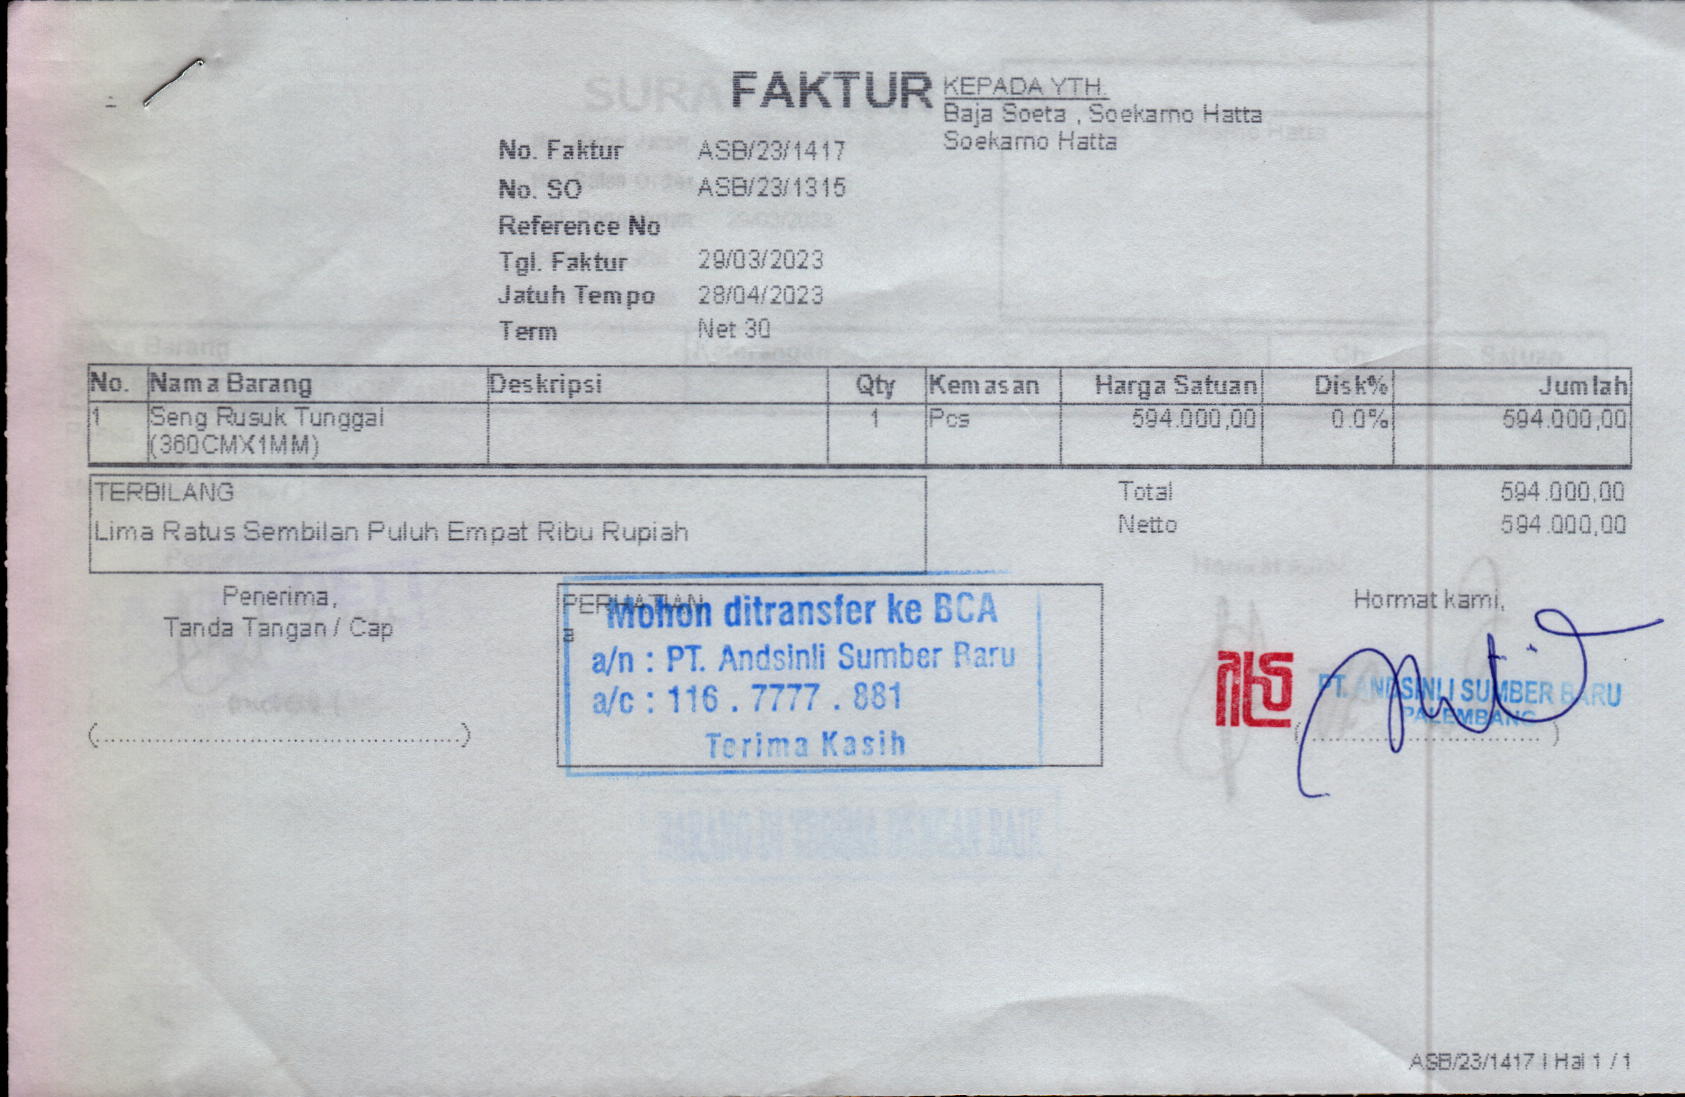 FAKTUR
KEPADA YTH.
Baja Soeta , Soekarno Hatta
Soekarno Hatta
No. Faktur ASB/23/1417
No. SO ASB/23/1315
Reference No
Tgl. Faktur 29/03/2023
Jatuh Tempo 28/04/2023
Term Net 30
No. Nama Barang Deskripsi Qty Kemasan Harga Satuan Disk% Jumlah
1 Seng Rusuk Tunggal 1 Pcs 594.000,00 0.0% 594.000,00
(360CMX1MM)
TERBILANG
Lima Ratus Sembilan Puluh Empat Ribu Rupiah
Total 594.000,00
Netto 594.000,00
Penerima,
Tanda Tangan / Cap
(........................................)
PERHATIAN
a
Mohon ditransfer ke BCA
a/n : PT. Andsinli Sumber Baru
a/c : 116 . 7777 . 881
Terima Kasih
Hormat kami,
PT. ANDSINLI SUMBER BARU
PALEMBANG
(........................................)
ASB/23/1417 | Hal 1 / 1